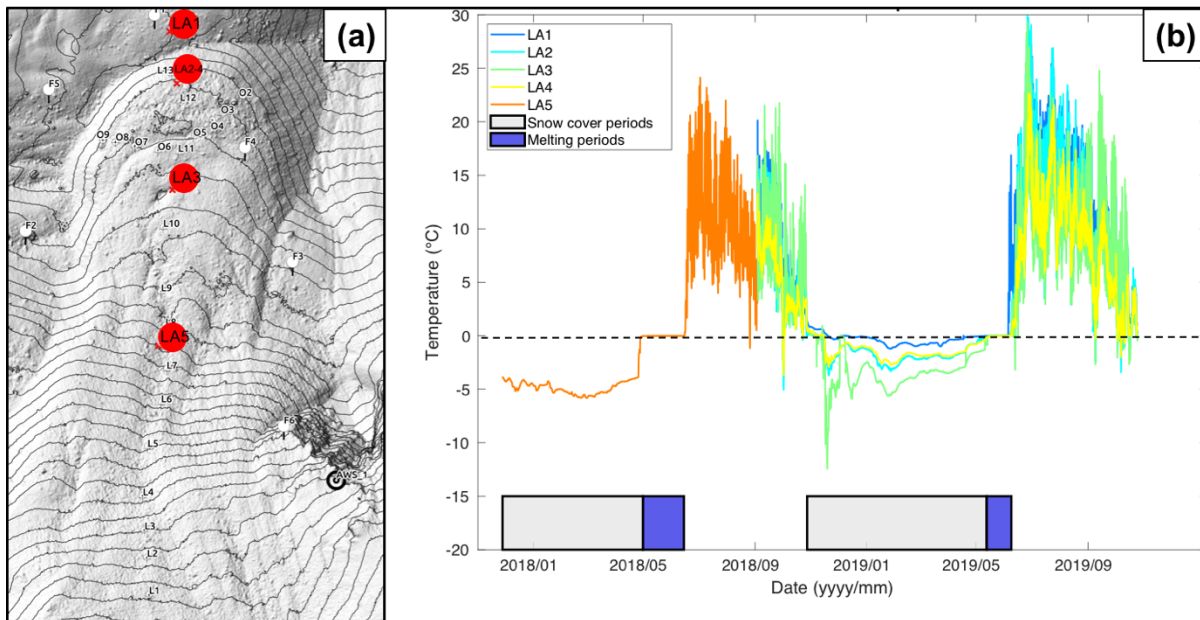 (a)
LA1
L13
LA2-4
F5
L12
O2
O3
O4
O5
O9
O8
O7
O6
L11
F4
LA3
L10
F2
F3
L9
L8
LA5
L7
L6
F6
L5
AWS_1
L4
L3
L2
L1
(b)
LA1
LA2
LA3
LA4
LA5
Snow cover periods
Melting periods
Temperature (°C)
30
25
20
15
10
5
0
-5
-10
-15
-20
2018/01
2018/05
2018/09
2019/01
2019/05
2019/09
Date (yyyy/mm)